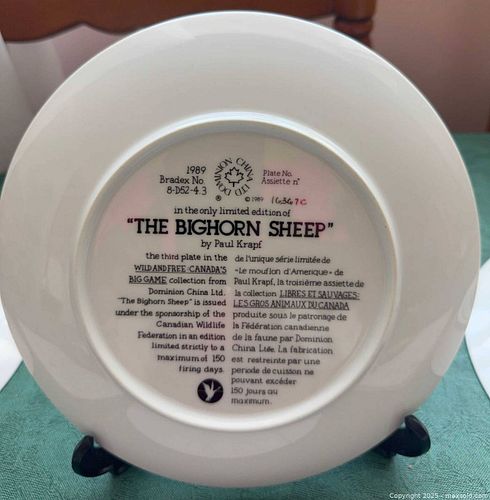 1989
Bradex No.
8-D52-4.3
DOMINION CHINA LTD.
®
© 1989
Plate No.
Assiette n°
in the only limited edition of
"THE BIGHORN SHEEP"
by Paul Krapf
the third plate in the
WILD AND FREE: CANADA'S
BIG GAME collection from
Dominion China Ltd.
"The Bighorn Sheep" is issued
under the sponsorship of the
Canadian Wildlife
Federation in an edition
limited strictly to a
maximum of 150
firing days.
de l'unique série limitée de
«Le mouflon d'Amerique» de
Paul Krapf, la troisième assiette de
la collection LIBRES ET SAUVAGES:
LES GROS ANIMAUX DU CANADA
produite sous le patronage de
la Fédération canadienne
de la faune par Dominion
China Ltée. La fabrication
est restreinte par une
periode de cuisson ne
pouvant excéder
150 jours au
maximum.
Copyright 2025 - maxsold.com